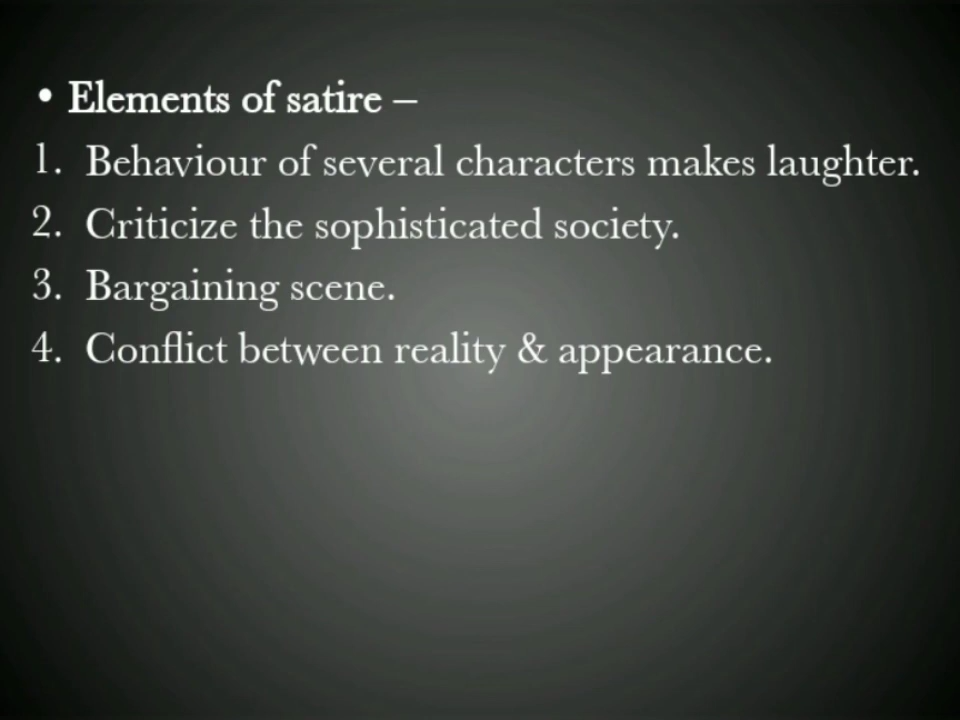 • Elements of satire –
1. Behaviour of several characters makes laughter.
2. Criticize the sophisticated society.
3. Bargaining scene.
4. Conflict between reality & appearance.